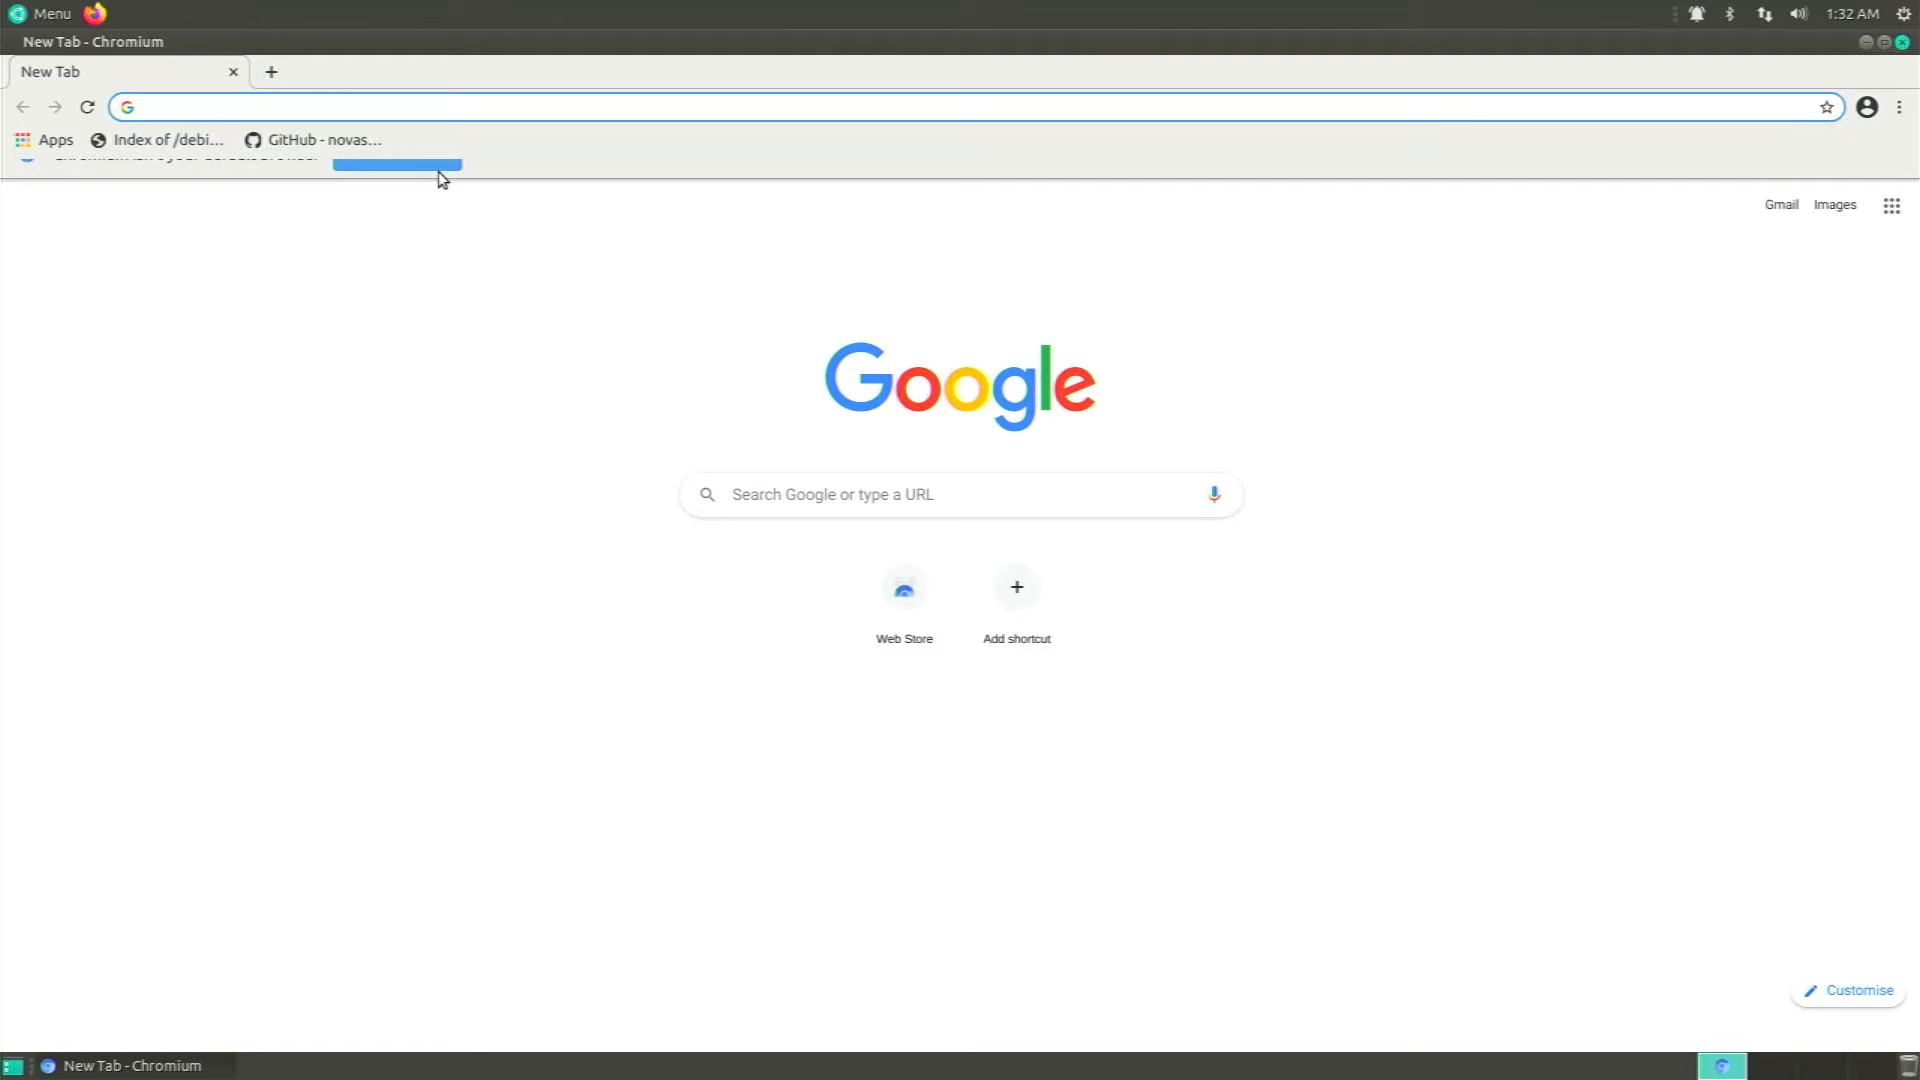 Menu
1:32 AM
New Tab - Chromium
New Tab
Apps
Index of /debi...
GitHub - novas...
Gmail
Images
Google
Search Google or type a URL
Web Store
Add shortcut
Customise
New Tab - Chromium